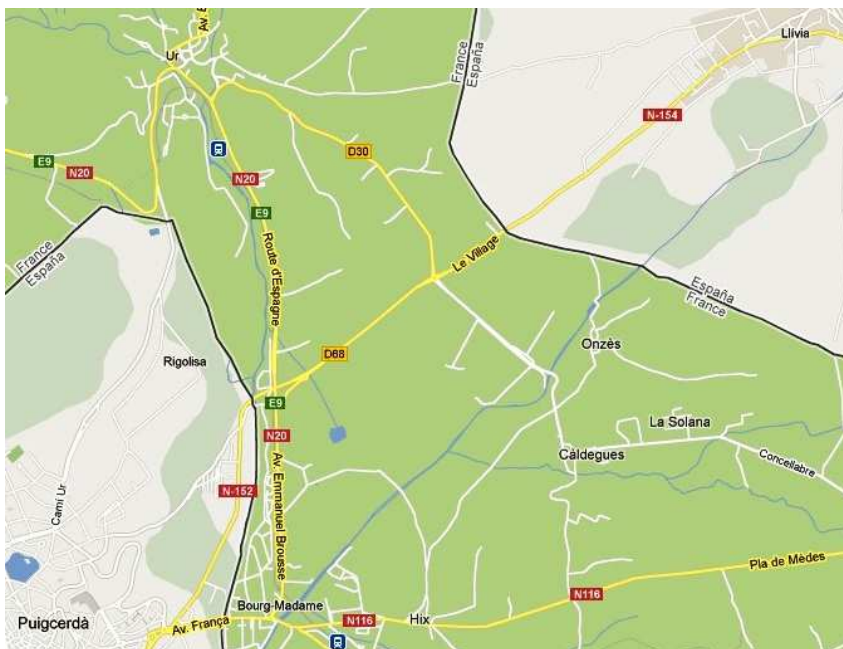 Av. E
Ur
Llívia
France
España
N-154
E9
N20
D30
N20
E9
France
España
Route d'Espagne
Le Village
España
France
Rigolisa
D68
Onzès
E9
N20
La Solana
Càldegues
Concellabre
N-152
Camí Ur
Av. Emmanuel Brousse
Pla de Mèdes
N116
Bourg-Madame
Puigcerdà
Av. França
N116
Hix